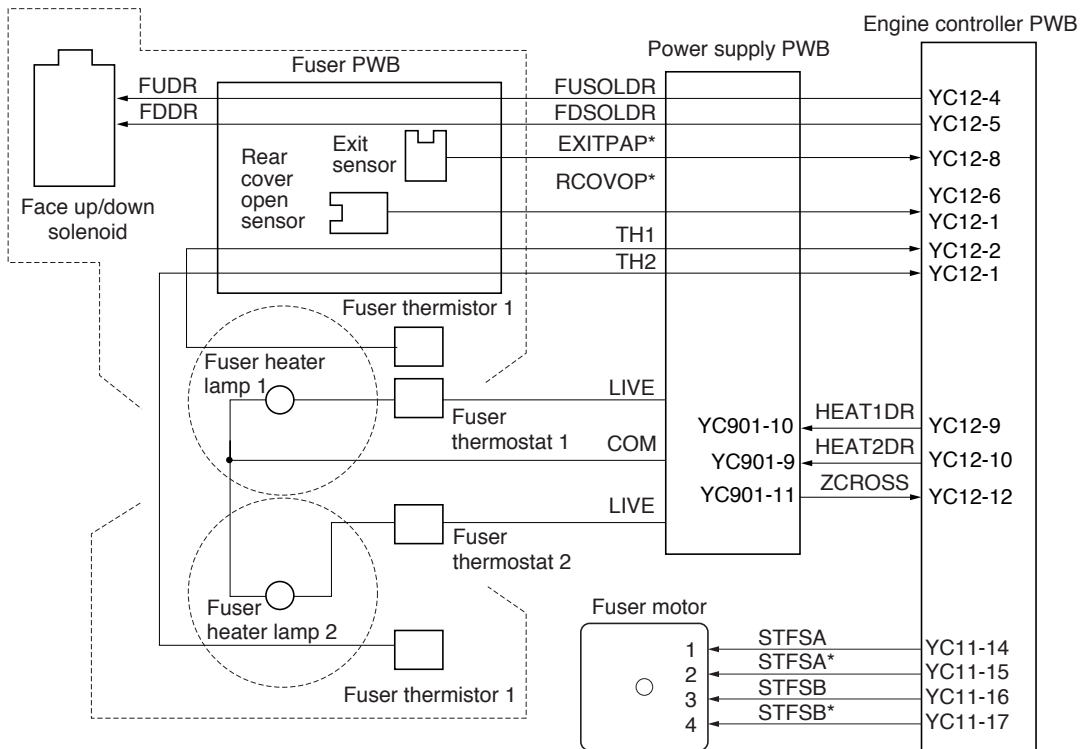 Engine controller PWB
Power supply PWB
Fuser PWB
FUDR
FUSOLDR
YC12-4
FDDR
FDSOLDR
YC12-5
Exit
sensor
EXITPAP*
YC12-8
Rear
cover
open
sensor
RCOVOP*
YC12-6
YC12-1
Face up/down
solenoid
TH1
YC12-2
TH2
YC12-1
Fuser thermistor 1
Fuser heater
lamp 1
LIVE
Fuser
thermostat 1
COM
YC901-10
HEAT1DR
YC12-9
YC901-9
HEAT2DR
YC12-10
YC901-11
ZCROSS
YC12-12
LIVE
Fuser
thermostat 2
Fuser
heater lamp 2
Fuser thermistor 1
Fuser motor
1
STFSA
YC11-14
2
STFSA*
YC11-15
3
STFSB
YC11-16
4
STFSB*
YC11-17